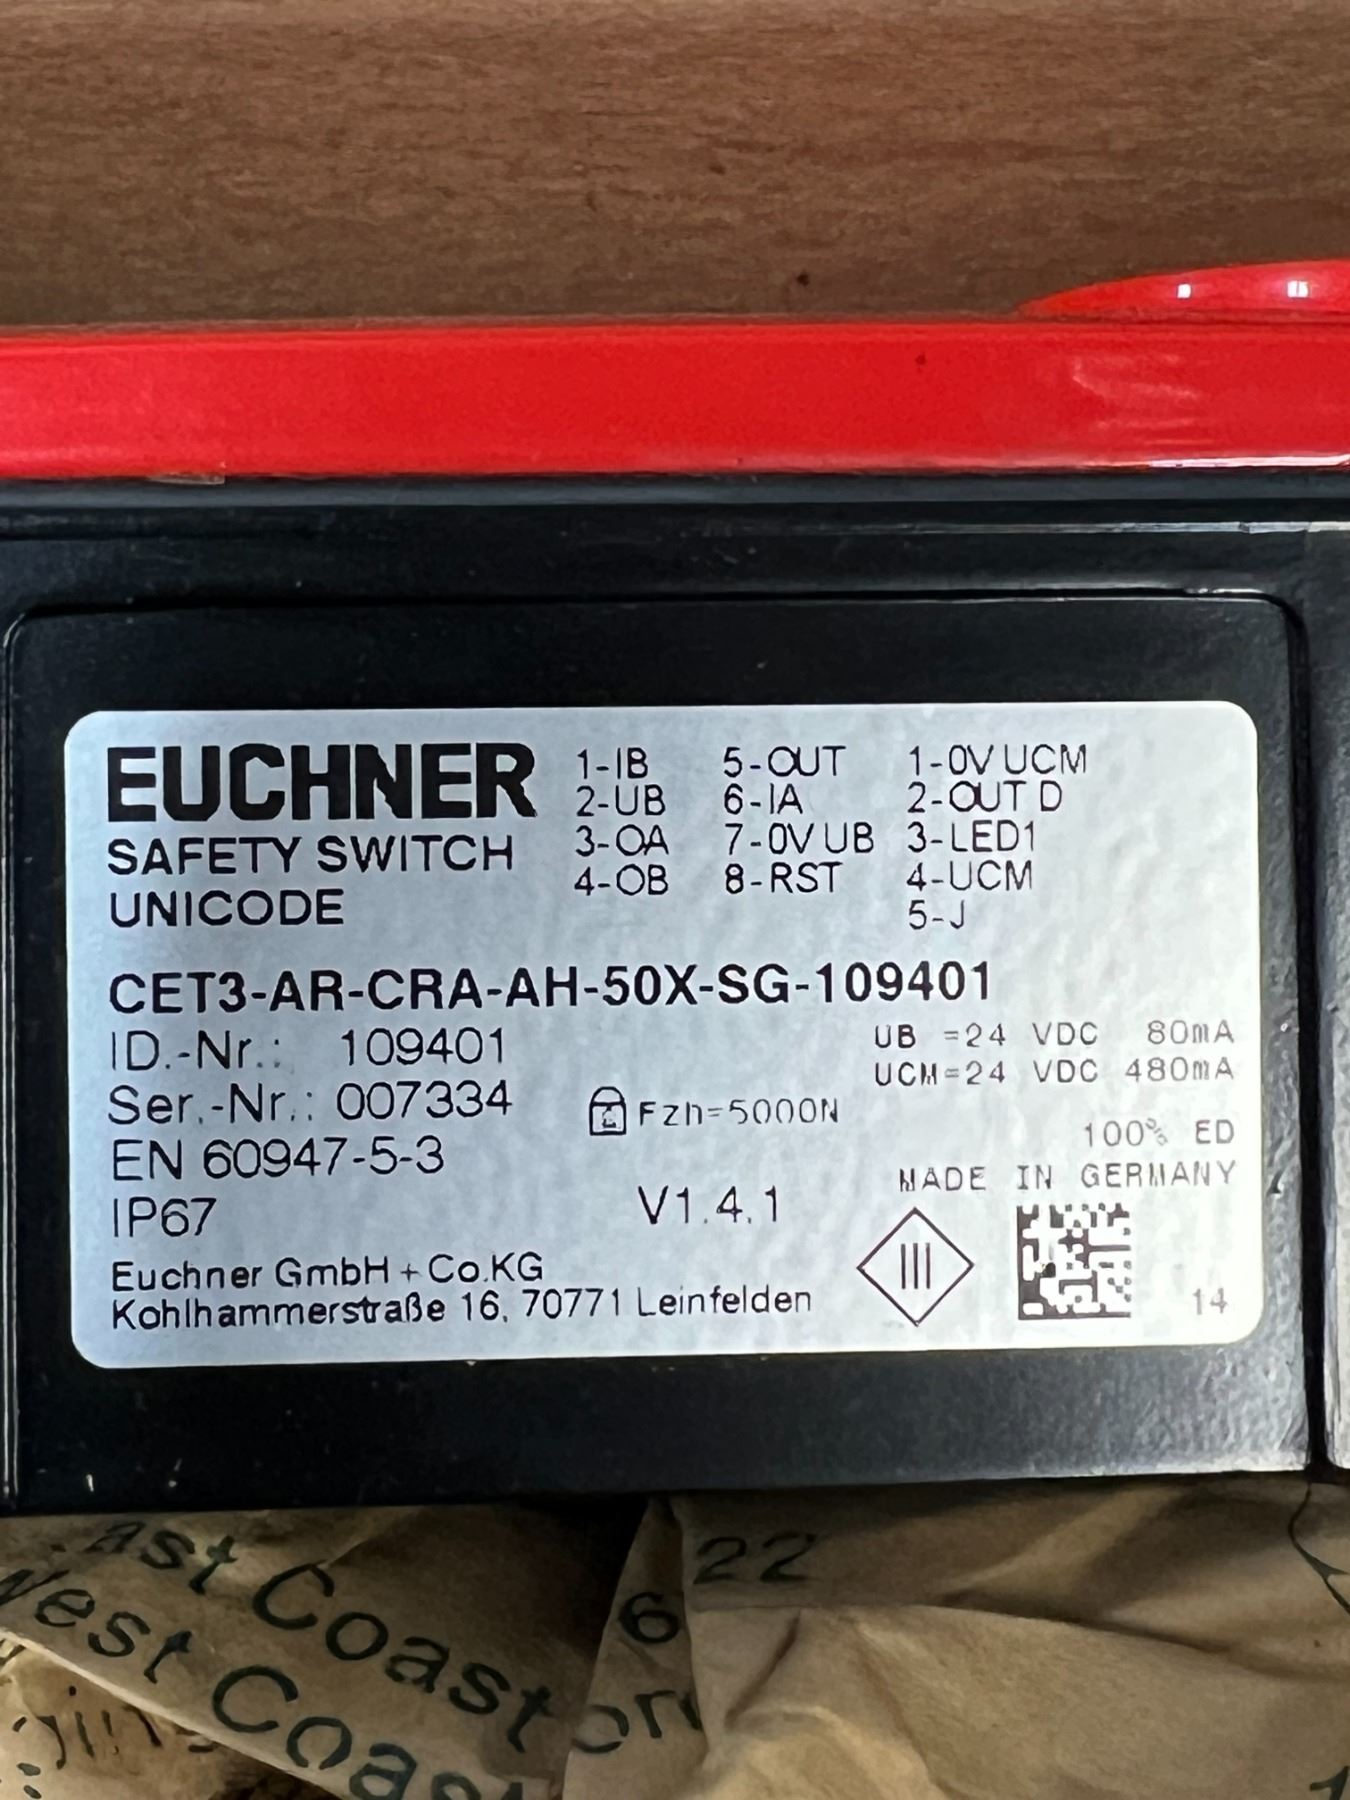 EUCHNER
SAFETY SWITCH
UNICODE
1-IB 5-OUT 1-0V UCM
2-UB 6-IA 2-OUT D
3-OA 7-0V UB 3-LED1
4-OB 8-RST 4-UCM
5-J
CET3-AR-CRA-AH-50X-SG-109401
ID.-Nr.: 109401
UB =24 VDC 80mA
UCM=24 VDC 480mA
Ser.-Nr.: 007334
Fzh=5000N
100% ED
EN 60947-5-3
MADE IN GERMANY
IP67
V1.4.1
III
Euchner GmbH + Co.KG
Kohlhammerstraße 16, 70771 Leinfelden
14
22
Coast
6
West Coast